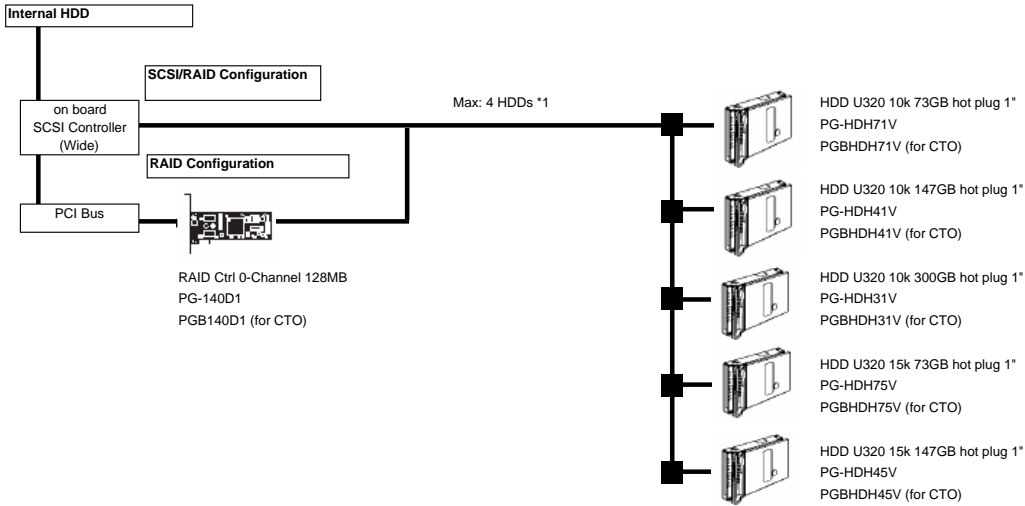 Internal HDD
SCSI/RAID Configuration
on board
SCSI Controller
(Wide)
Max: 4 HDDs *1
RAID Configuration
PCI Bus
RAID Ctrl 0-Channel 128MB
PG-140D1
PGB140D1 (for CTO)
HDD U320 10k 73GB hot plug 1"
PG-HDH71V
PGBHDH71V (for CTO)
HDD U320 10k 147GB hot plug 1"
PG-HDH41V
PGBHDH41V (for CTO)
HDD U320 10k 300GB hot plug 1"
PG-HDH31V
PGBHDH31V (for CTO)
HDD U320 15k 73GB hot plug 1"
PG-HDH75V
PGBHDH75V (for CTO)
HDD U320 15k 147GB hot plug 1"
PG-HDH45V
PGBHDH45V (for CTO)